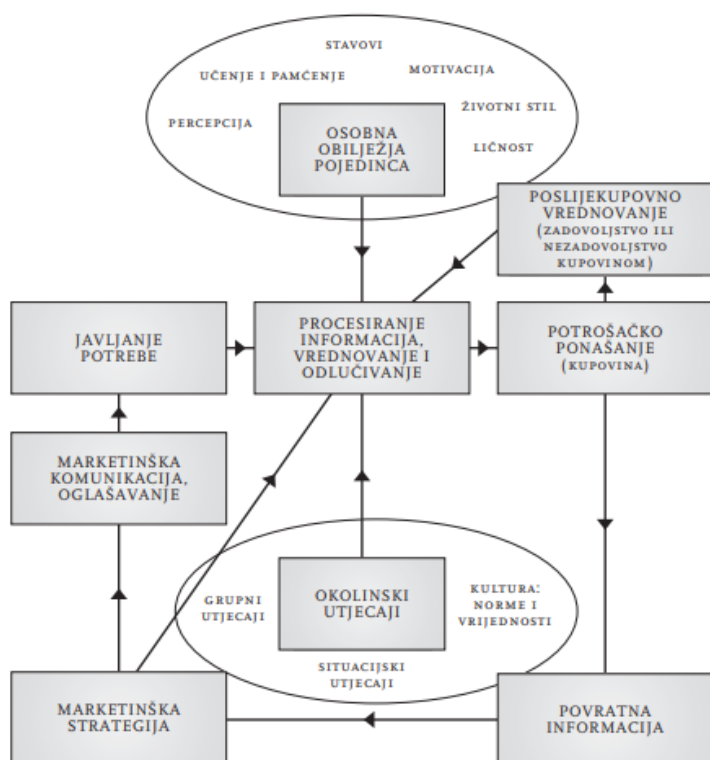 STAVOVI
UČENJE I PAMĆENJE
MOTIVACIJA
PERCEPCIJA
ŽIVOTNI STIL
LIČNOST
OSOBNA
OBILJEŽJA
POJEDINCA
POSLIJEKUPOVNO
VREDNOVANJE
(ZADOVOLJSTVO ILI
NEZADOVOLJSTVO
KUPOVINOM)
JAVLJANJE
POTREBE
PROCESIRANJE
INFORMACIJA,
VREDNOVANJE I
ODLUČIVANJE
POTROŠAČKO
PONAŠANJE
(KUPOVINA)
MARKETINŠKA
KOMUNIKACIJA,
OGLAŠAVANJE
GRUPNI
UTJECAJI
OKOLINSKI
UTJECAJI
KULTURA:
NORME I
VRIJEDNOSTI
SITUACIJSKI
UTJECAJI
MARKETINŠKA
STRATEGIJA
POVRATNA
INFORMACIJA